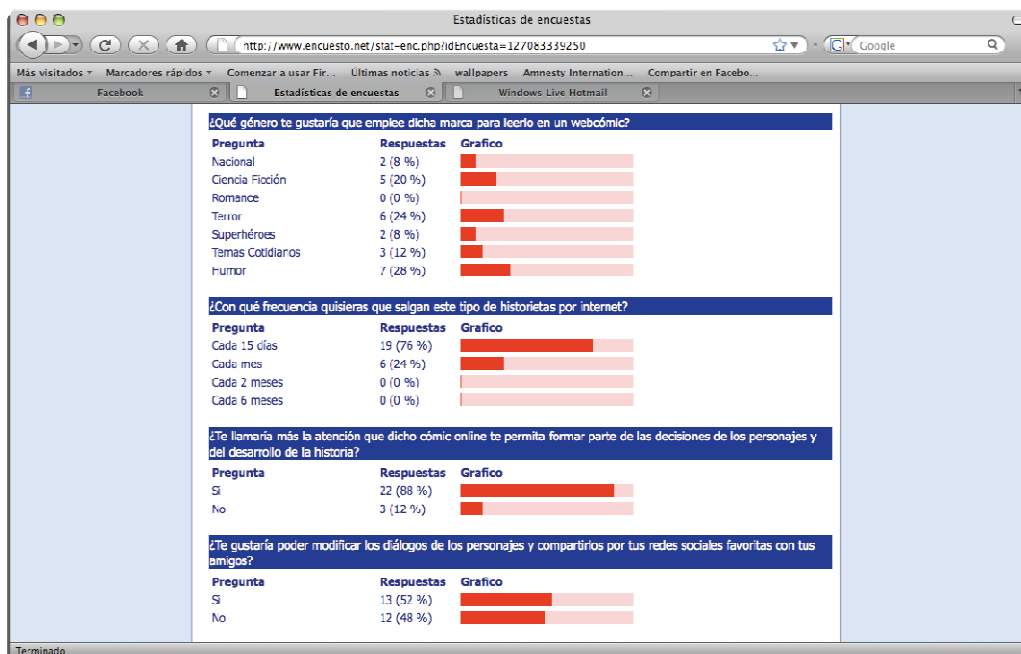 Estadísticas de encuestas
http://www.encuesto.net/stat-enc.php?idEncuesta=127083339250
Google
Más visitados Marcadores rápidos Comenzar a usar Fir... Últimas noticias wallpapers Amnesty Internation... Compartir en Facebo...
Facebook Estadísticas de encuestas Windows Live Hotmail
¿Qué género te gustaría que emplee dicha marca para leerlo en un webcómic?
Pregunta Respuestas Grafico
Nacional 2 (8 %)
Ciencia Ficción 5 (20 %)
Romance 0 (0 %)
Terror 6 (24 %)
Superhéroes 2 (8 %)
Temas Cotidianos 3 (12 %)
Humor 7 (28 %)
¿Con qué frecuencia quisieras que salgan este tipo de historietas por internet?
Pregunta Respuestas Grafico
Cada 15 días 19 (76 %)
Cada mes 6 (24 %)
Cada 2 meses 0 (0 %)
Cada 6 meses 0 (0 %)
¿Te llamaría más la atención que dicho cómic online te permita formar parte de las decisiones de los personajes y
del desarrollo de la historia?
Pregunta Respuestas Grafico
Si 22 (88 %)
No 3 (12 %)
¿Te gustaría poder modificar los diálogos de los personajes y compartirlos por tus redes sociales favoritas con tus
amigos?
Pregunta Respuestas Grafico
Si 13 (52 %)
No 12 (48 %)
Terminado